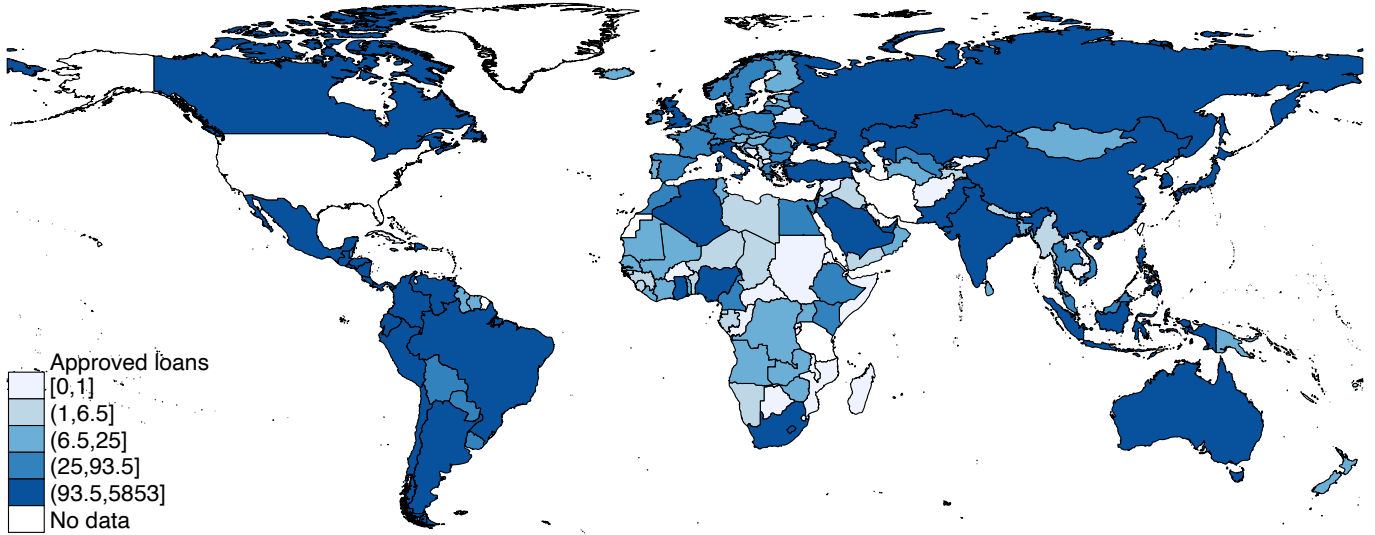 Approved loans
[0,1]
(1,6.5]
(6.5,25]
(25,93.5]
(93.5,5853]
No data